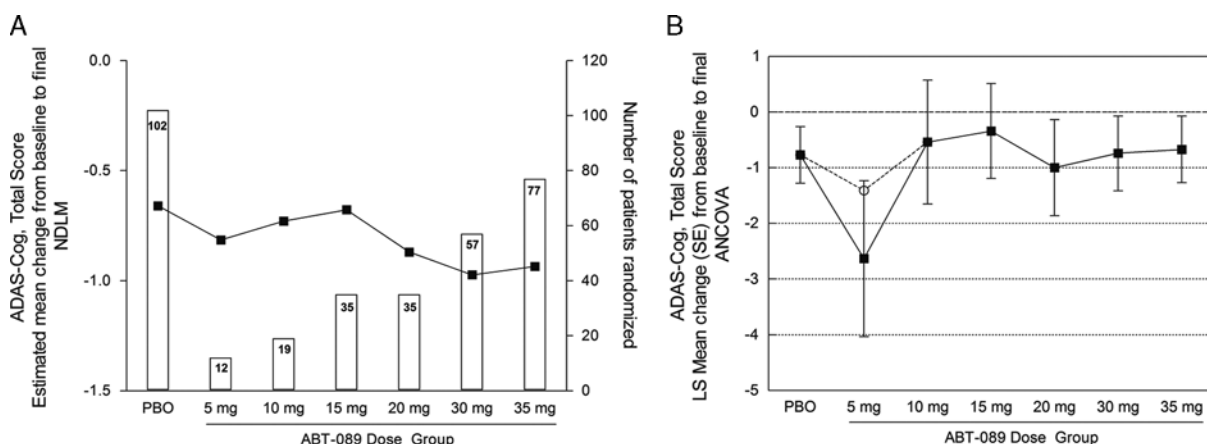 A
ADAS-Cog, Total Score
Estimated mean change from baseline to final
NDLM
0.0
-0.5
-1.0
-1.5
120
100
80
60
40
20
0
Number of patients randomized
102
12
19
35
35
57
77
PBO 5 mg 10 mg 15 mg 20 mg 30 mg 35 mg
ABT-089 Dose Group
B
ADAS-Cog, Total Score
LS Mean change (SE) from baseline to final
ANCOVA
1
0
-1
-2
-3
-4
-5
PBO 5 mg 10 mg 15 mg 20 mg 30 mg 35 mg
ABT-089 Dose Group